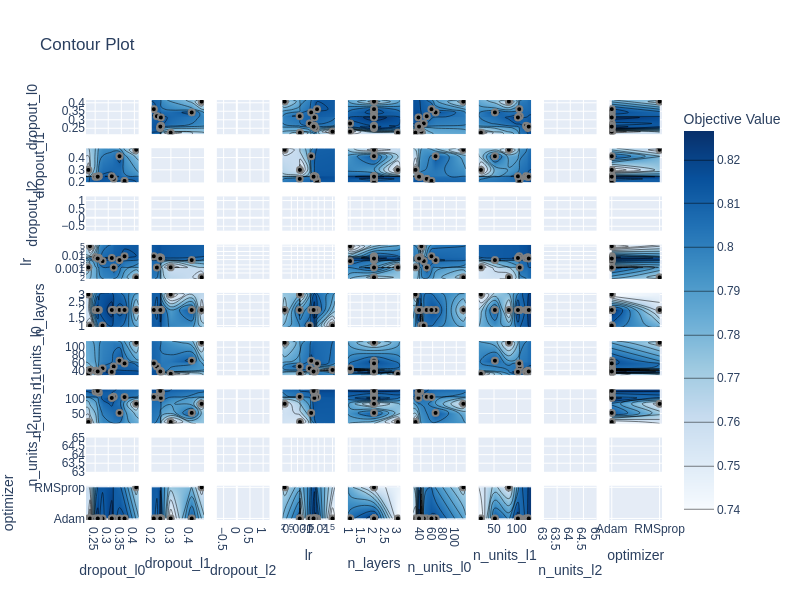 Contour Plot
Objective Value
0.82
0.81
0.8
0.79
0.78
0.77
0.76
0.75
0.74
dropout_l0
0.4
0.35
0.3
0.25
dropout_l1
0.4
0.3
0.2
dropout_l2
1
0.5
0
−0.5
lr
5
2
0.01
5
2
0.001
5
2
n_layers
3
2.5
2
1.5
1
n_units_l0
100
80
60
40
n_units_l1
100
50
n_units_l2
65
64.5
64
63.5
63
optimizer
RMSprop
Adam
0.25
0.3
0.35
0.4
dropout_l0
0.2
0.3
0.4
dropout_l1
−0.5
0
0.5
1
dropout_l2
lr
1
1.5
2
2.5
3
n_layers
40
60
80
100
n_units_l0
50
100
n_units_l1
63
63.5
64
64.5
65
n_units_l2
Adam
RMSprop
optimizer